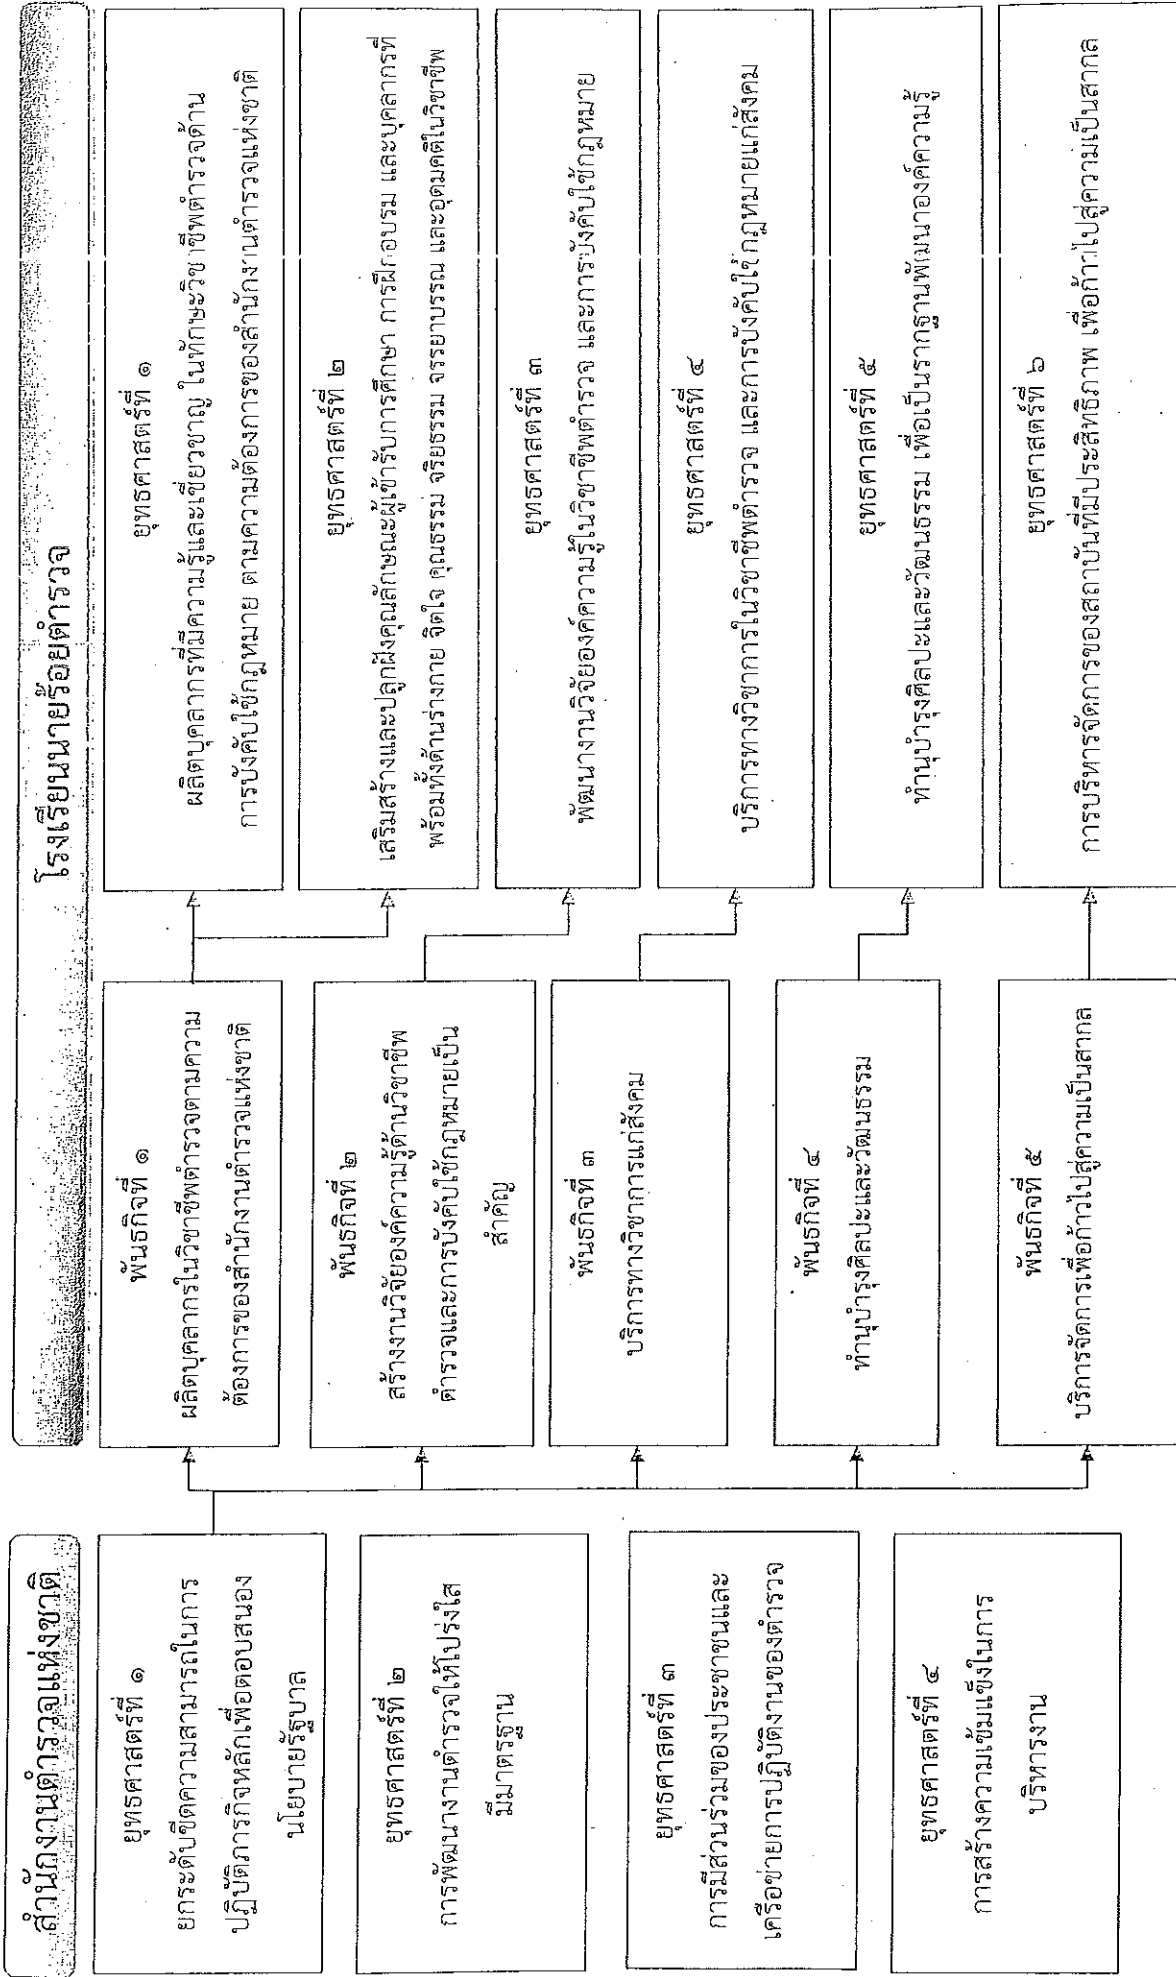 สำนักงานตำรวจแห่งชาติ
ยุทธศาสตร์ที่ ๑
ยกระดับขีดความสามารถในการ
ปฏิบัติภารกิจหลักเพื่อตอบสนอง
นโยบายรัฐบาล
ยุทธศาสตร์ที่ ๒
การพัฒนางานตำรวจให้โปร่งใส
มีมาตรฐาน
ยุทธศาสตร์ที่ ๓
การมีส่วนร่วมของประชาชนและ
เครือข่ายการปฏิบัติงานของตำรวจ
ยุทธศาสตร์ที่ ๔
การสร้างความเข้มแข็งในการ
บริหารงาน
โรงเรียนนายร้อยตำรวจ
พันธกิจที่ ๑
ผลิตบุคลากรในวิชาชีพตำรวจตามความ
ต้องการของสำนักงานตำรวจแห่งชาติ
พันธกิจที่ ๒
สร้างงานวิจัยองค์ความรู้ด้านวิชาชีพ
ตำรวจและการบังคับใช้กฎหมายเป็น
สำคัญ
พันธกิจที่ ๓
บริการทางวิชาการแก่สังคม
พันธกิจที่ ๔
ทำนุบำรุงศิลปะและวัฒนธรรม
พันธกิจที่ ๕
บริการจัดการเพื่อก้าวไปสู่ความเป็นสากล
ยุทธศาสตร์ที่ ๑
ผลิตบุคลากรที่มีความรู้และเชี่ยวชาญ ในทักษะวิชาชีพตำรวจด้าน
การบังคับใช้กฎหมาย ตามความต้องการของสำนักงานตำรวจแห่งชาติ
ยุทธศาสตร์ที่ ๒
เสริมสร้างและปลูกฝังคุณลักษณะผู้เข้ารับการศึกษา การฝึกอบรม และบุคลากรที่
พร้อมทั้งด้านร่างกาย จิตใจ คุณธรรม จริยธรรม จรรยาบรรณ และอุดมคติในวิชาชีพ
ยุทธศาสตร์ที่ ๓
พัฒนางานวิจัยองค์ความรู้ในวิชาชีพตำรวจ และการบังคับใช้กฎหมาย
ยุทธศาสตร์ที่ ๔
บริการทางวิชาการในวิชาชีพตำรวจ และการบังคับใช้กฎหมายแก่สังคม
ยุทธศาสตร์ที่ ๕
ทำนุบำรุงศิลปะและวัฒนธรรม เพื่อเป็นรากฐานพัฒนาองค์ความรู้
ยุทธศาสตร์ที่ ๖
การบริหารจัดการของสถาบันที่มีประสิทธิภาพ เพื่อก้าวไปสู่ความเป็นสากล